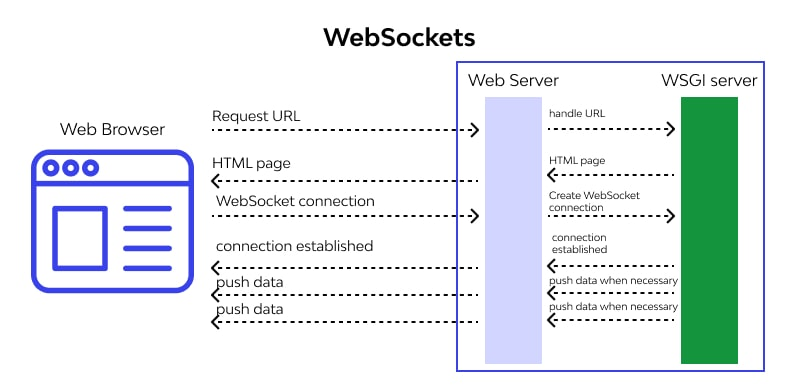 WebSockets
Web Server
WSGI server
Web Browser
Request URL
handle URL
HTML page
HTML page
WebSocket connection
Create WebSocket
connection
connection established
connection
established
push data
push data when necessary
push data
push data when necessary